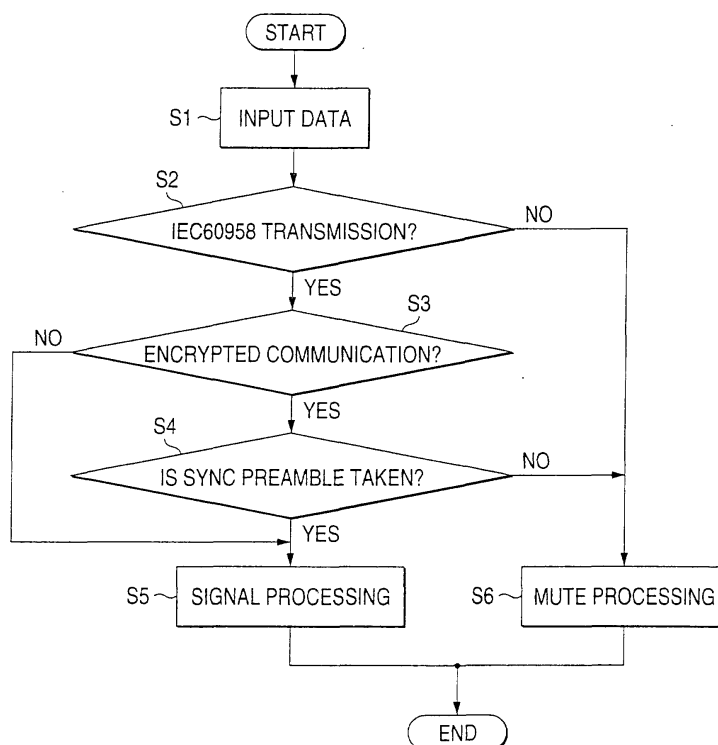 START
S1
INPUT DATA
S2
IEC60958 TRANSMISSION?
NO
YES
S3
NO
ENCRYPTED COMMUNICATION?
YES
S4
IS SYNC PREAMBLE TAKEN?
NO
YES
S5
SIGNAL PROCESSING
S6
MUTE PROCESSING
END